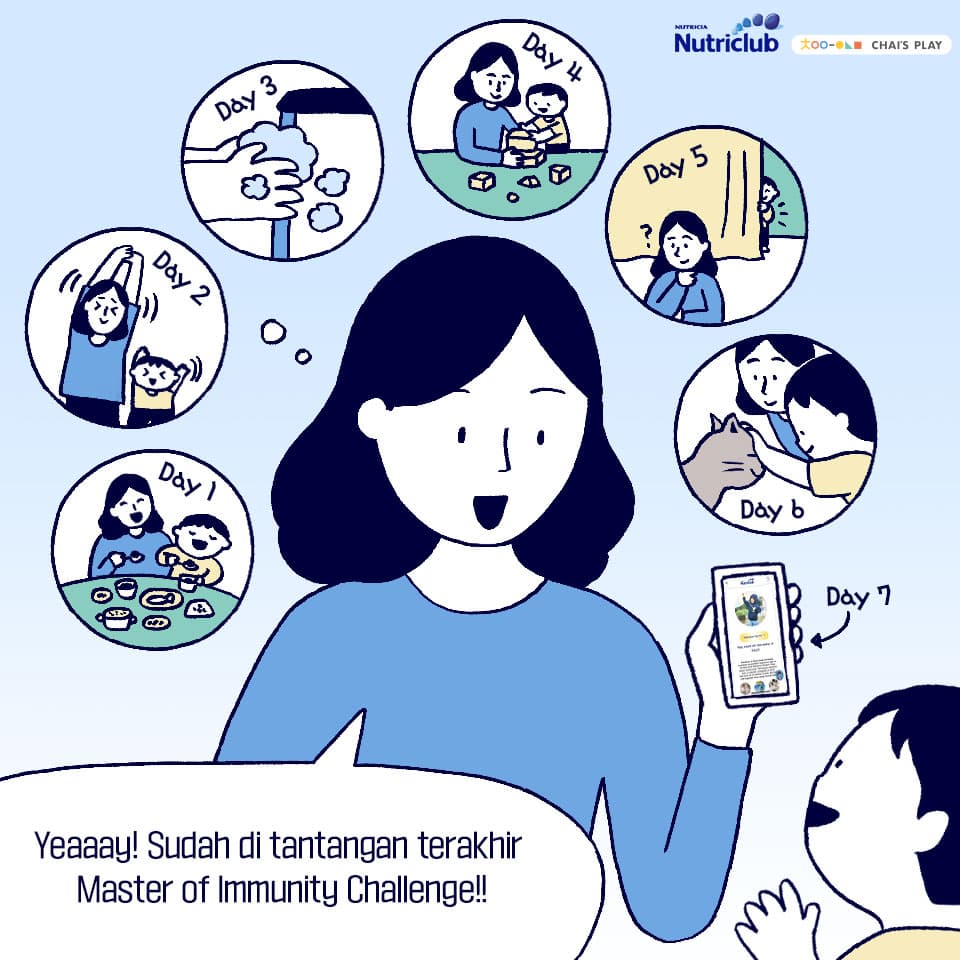 NUTRICIA
Nutriclub
CHAI'S PLAY
Day 1
Day 2
Day 3
Day 4
Day 5
?
Day 6
Day 7
Yeaaay! Sudah di tantangan terakhir
Master of Immunity Challenge!!